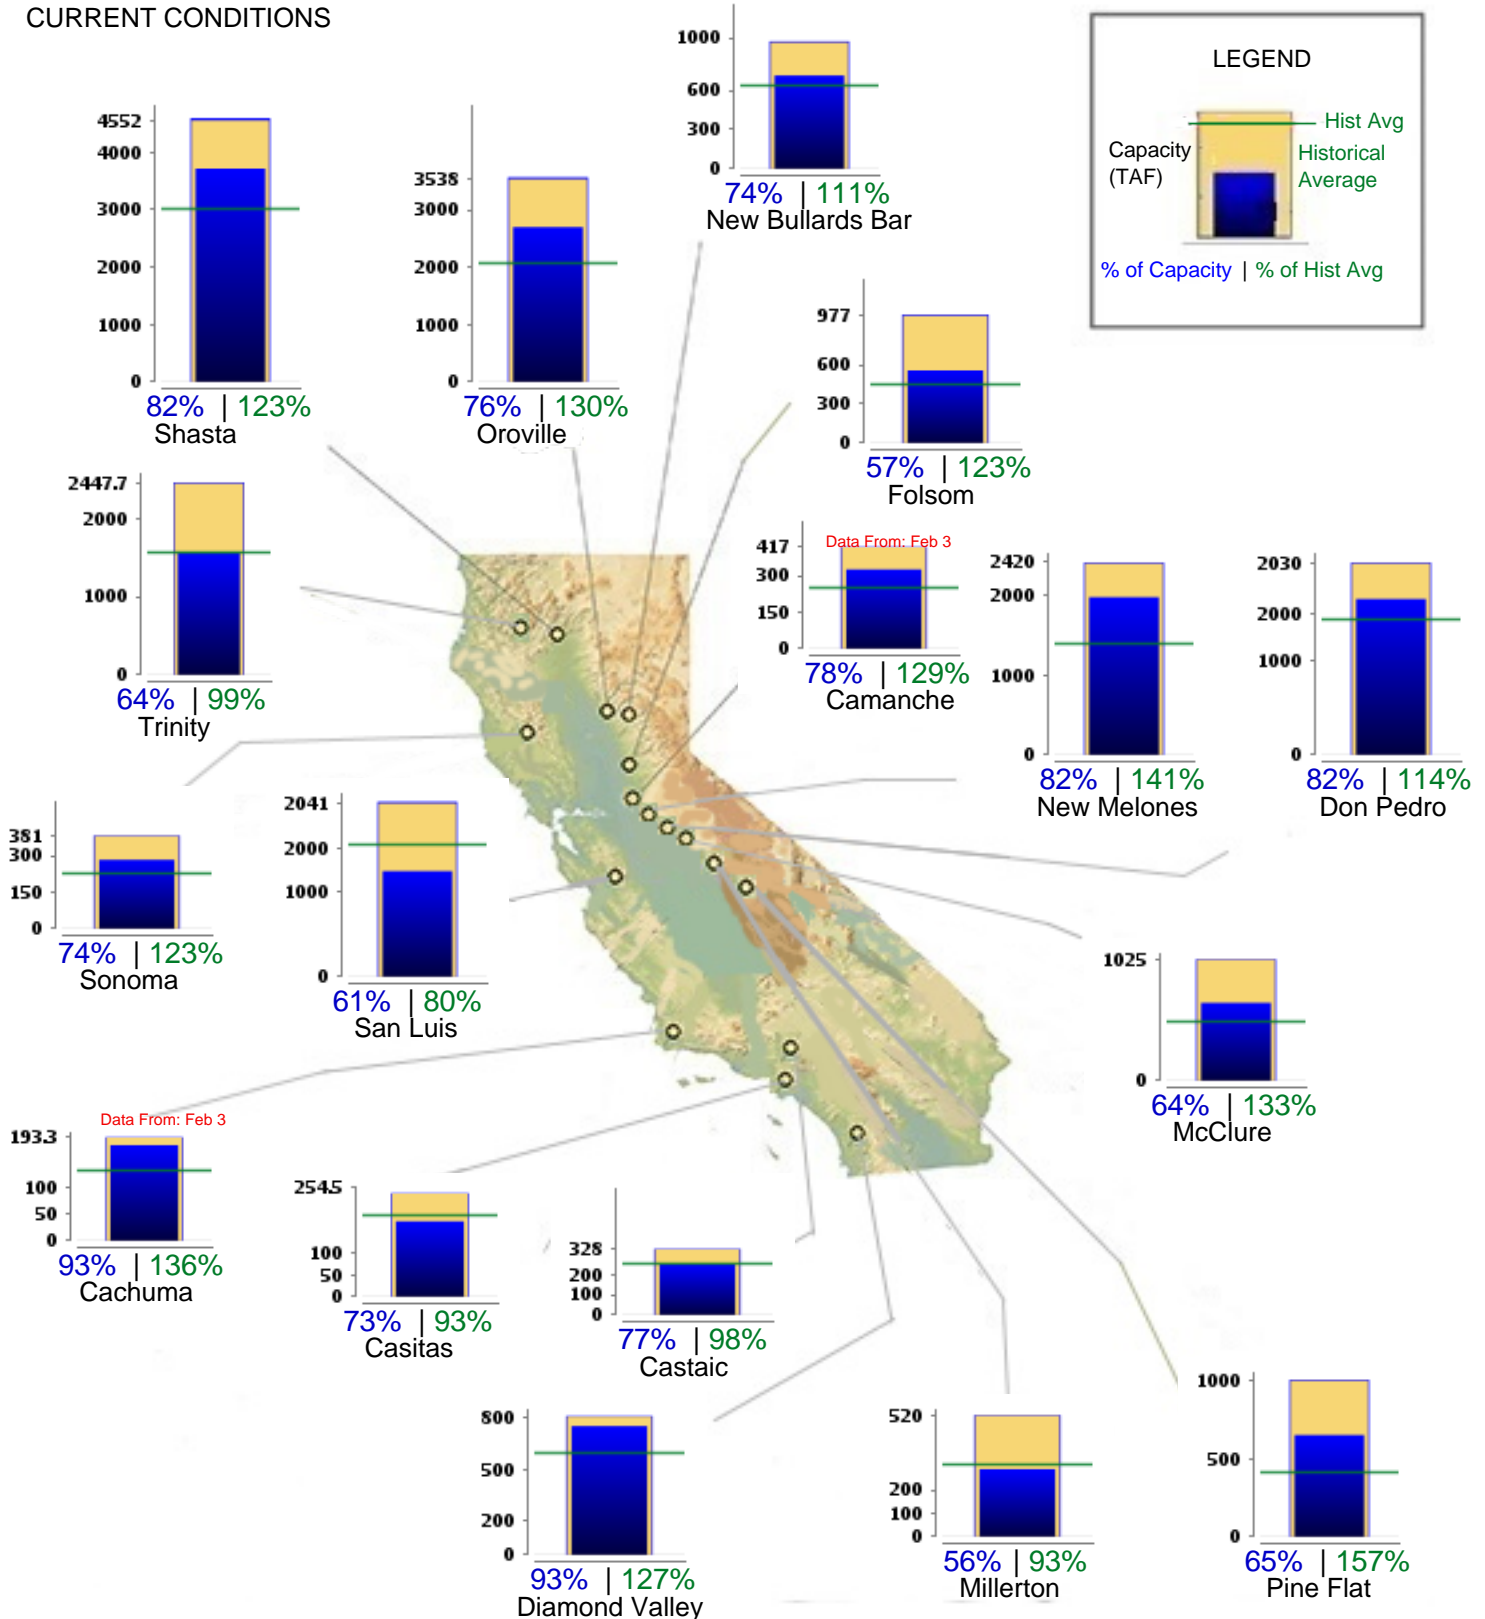 CURRENT CONDITIONS
LEGEND
Hist Avg
Capacity
(TAF)
Historical
Average
% of Capacity | % of Hist Avg
1000
600
300
0
74% | 111%
New Bullards Bar
4552
4000
3000
2000
1000
0
82% | 123%
Shasta
3538
3000
2000
1000
0
76% | 130%
Oroville
977
600
300
0
57% | 123%
Folsom
2447.7
2000
1000
0
64% | 99%
Trinity
Data From: Feb 3
417
300
150
0
78% | 129%
Camanche
2420
2000
1000
0
82% | 141%
New Melones
2030
2000
1000
0
82% | 114%
Don Pedro
381
300
150
0
74% | 123%
Sonoma
2041
2000
1000
0
61% | 80%
San Luis
1025
0
64% | 133%
McClure
Data From: Feb 3
193.3
100
50
0
93% | 136%
Cachuma
254.5
100
50
0
73% | 93%
Casitas
328
200
100
0
77% | 98%
Castaic
800
500
200
0
93% | 127%
Diamond Valley
520
200
100
0
56% | 93%
Millerton
1000
500
0
65% | 157%
Pine Flat